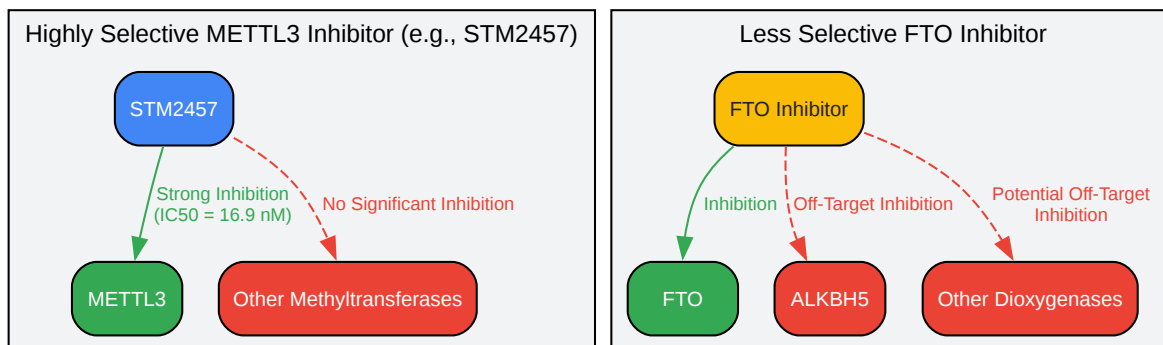 Highly Selective METTL3 Inhibitor (e.g., STM2457)
STM2457
Strong Inhibition
(IC50 = 16.9 nM)
No Significant Inhibition
METTL3
Other Methyltransferases
Less Selective FTO Inhibitor
FTO Inhibitor
Inhibition
Off-Target Inhibition
Potential Off-Target
Inhibition
FTO
ALKBH5
Other Dioxygenases